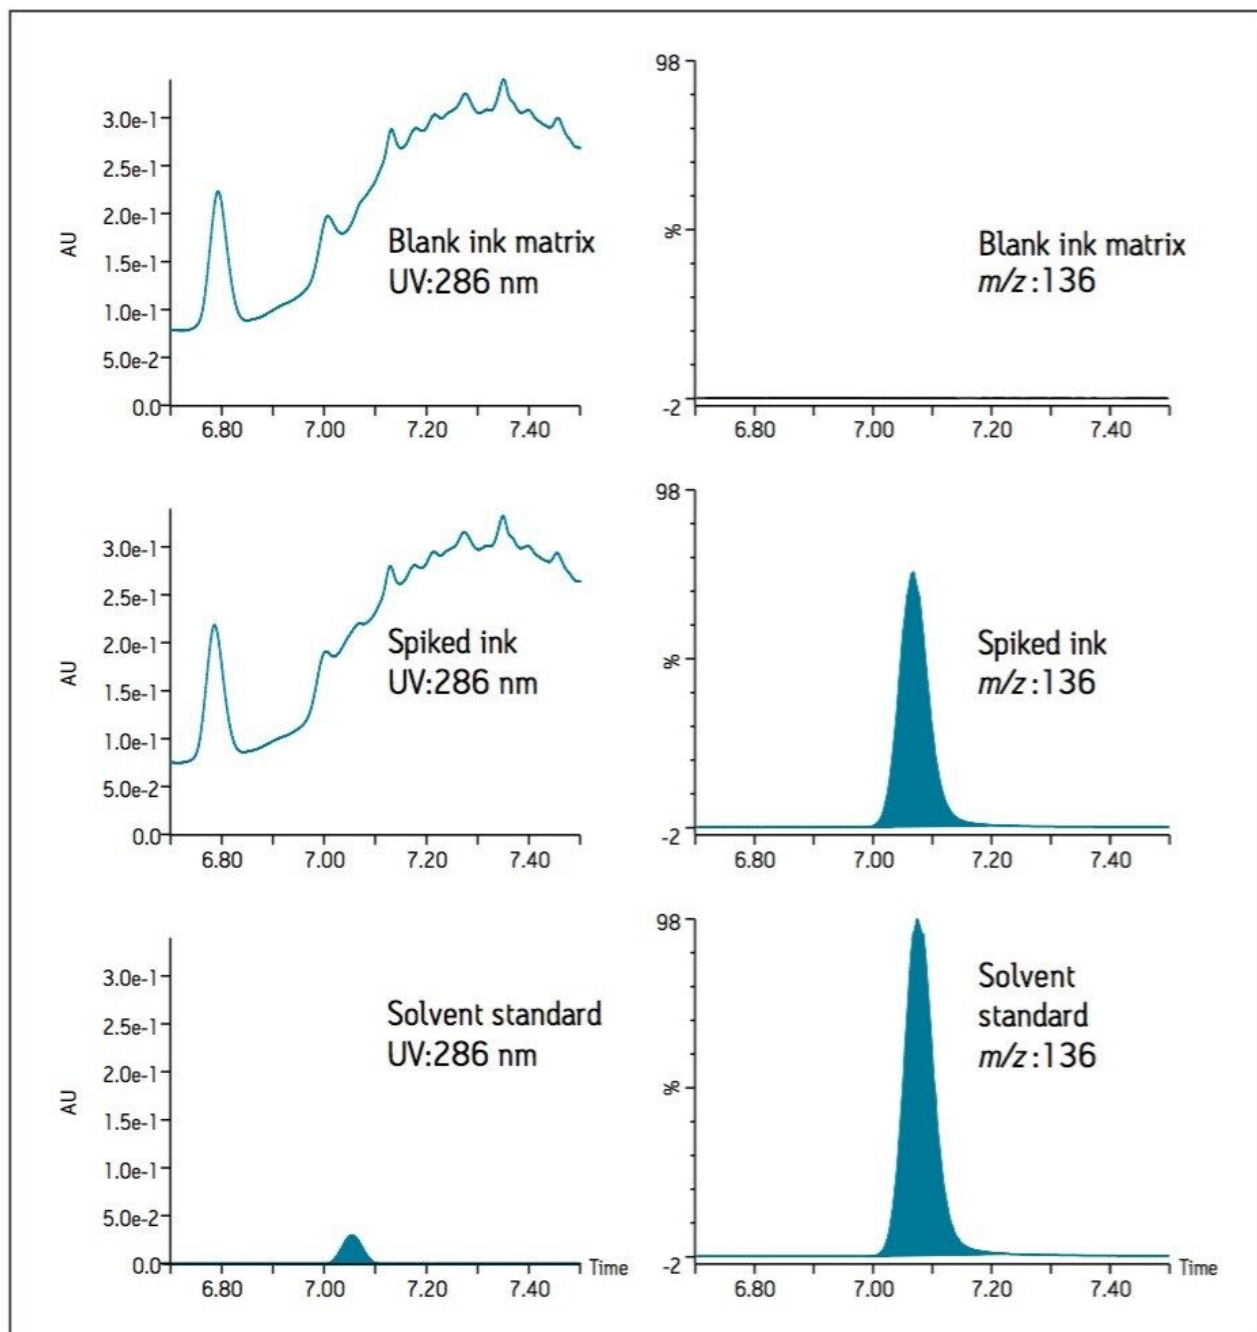 3.0e-1
2.5e-1
2.0e-1
1.5e-1
1.0e-1
5.0e-2
0.0
AU
6.80 7.00 7.20 7.40
Blank ink matrix
UV:286 nm
98
%
-2
6.80 7.00 7.20 7.40
Blank ink matrix
m/z:136
3.0e-1
2.5e-1
2.0e-1
1.5e-1
1.0e-1
5.0e-2
0.0
AU
6.80 7.00 7.20 7.40
Spiked ink
UV:286 nm
98
%
-2
6.80 7.00 7.20 7.40
Spiked ink
m/z:136
3.0e-1
2.5e-1
2.0e-1
1.5e-1
1.0e-1
5.0e-2
0.0
AU
6.80 7.00 7.20 7.40
Time
Solvent standard
UV:286 nm
98
%
-2
6.80 7.00 7.20 7.40
Time
Solvent
standard
m/z:136